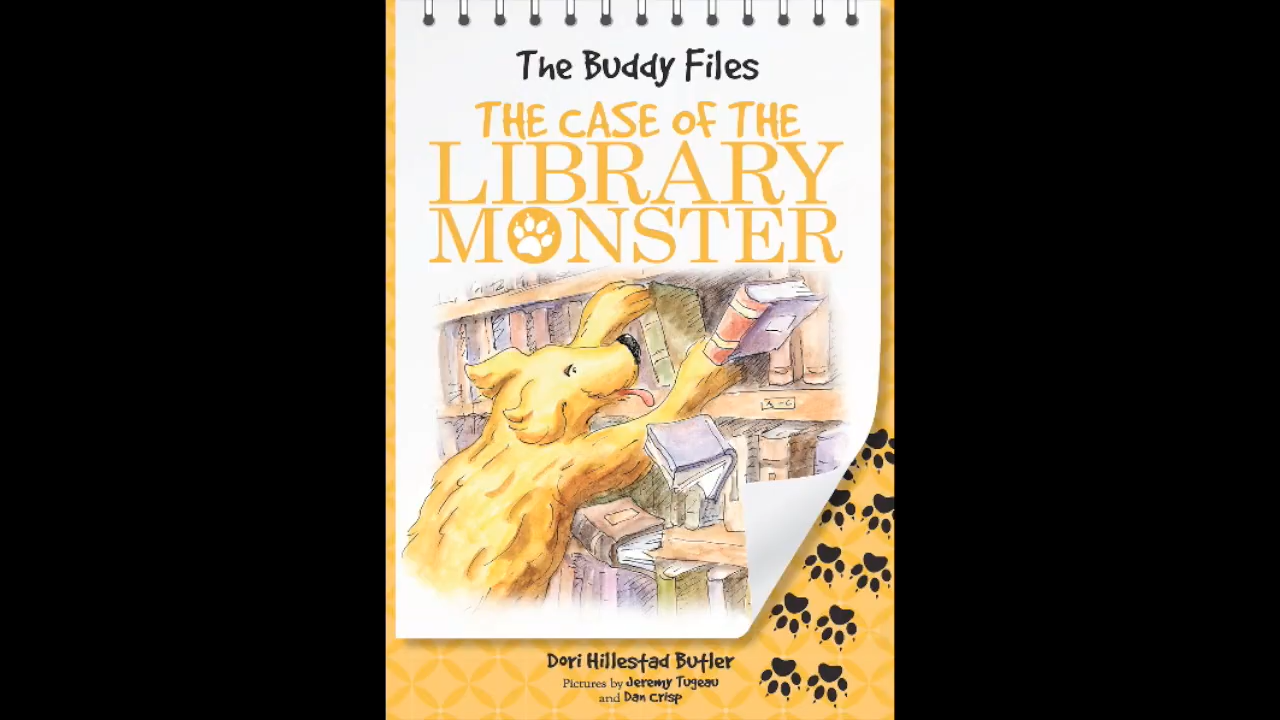 The Buddy Files
THE CASE OF THE
LIBRARY
MONSTER
A-C
Dori Hillestad Butler
Pictures by Jeremy Tugeau
and Dan Crisp